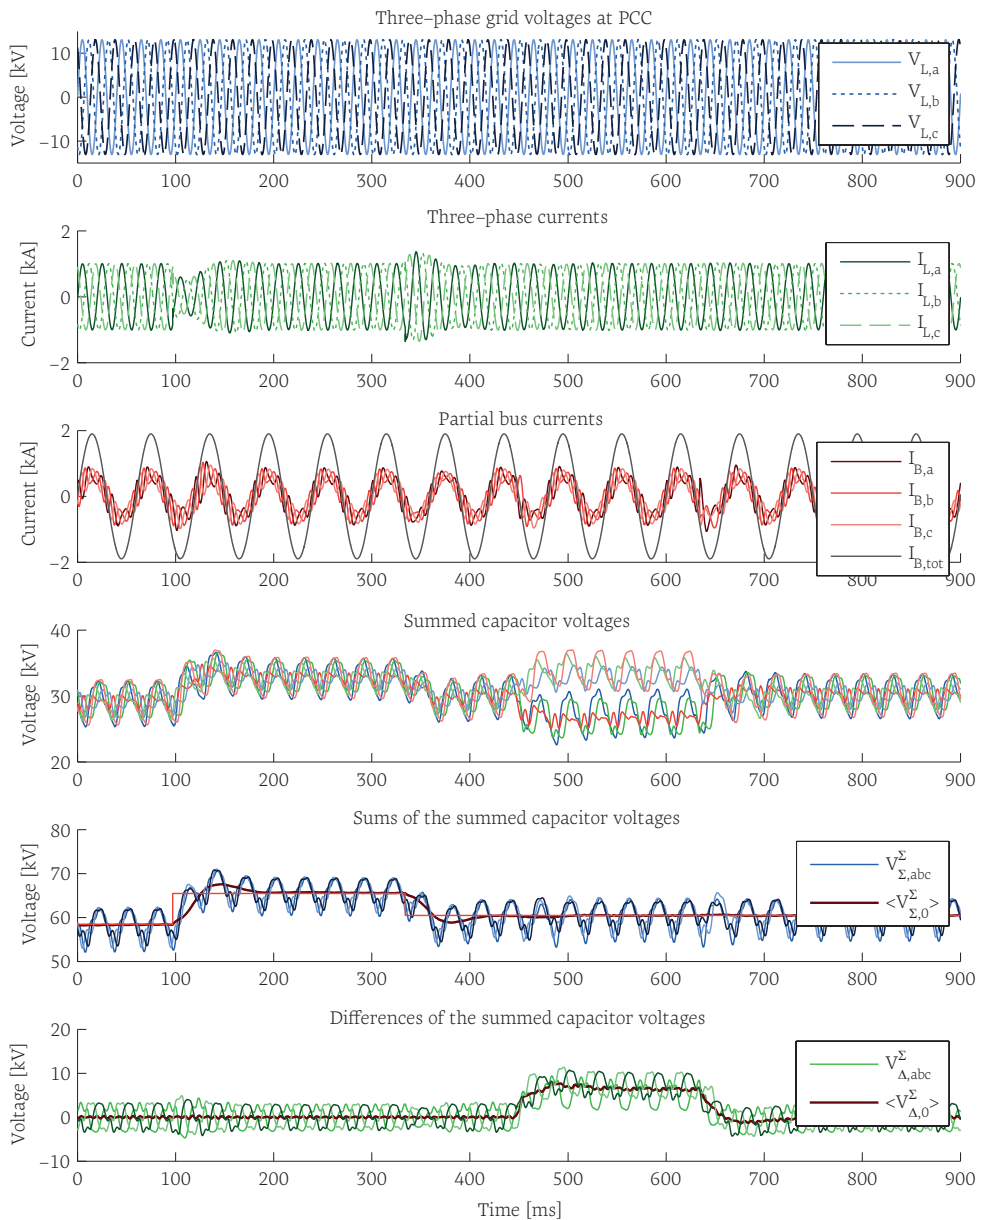 Three–phase grid voltages at PCC
Voltage [kV]
10
0
−10
V_L,a
V_L,b
V_L,c
0 100 200 300 400 500 600 700 800 900
Three–phase currents
Current [kA]
2
0
−2
I_L,a
I_L,b
I_L,c
0 100 200 300 400 500 600 700 800 900
Partial bus currents
Current [kA]
2
0
−2
I_B,a
I_B,b
I_B,c
I_B,tot
0 100 200 300 400 500 600 700 800 900
Summed capacitor voltages
Voltage [kV]
40
30
20
0 100 200 300 400 500 600 700 800 900
Sums of the summed capacitor voltages
Voltage [kV]
80
70
60
50
V^Σ_Σ,abc
<V^Σ_Σ,0>
0 100 200 300 400 500 600 700 800 900
Differences of the summed capacitor voltages
Voltage [kV]
20
10
0
−10
V^Σ_Δ,abc
<V^Σ_Δ,0>
0 100 200 300 400 500 600 700 800 900
Time [ms]